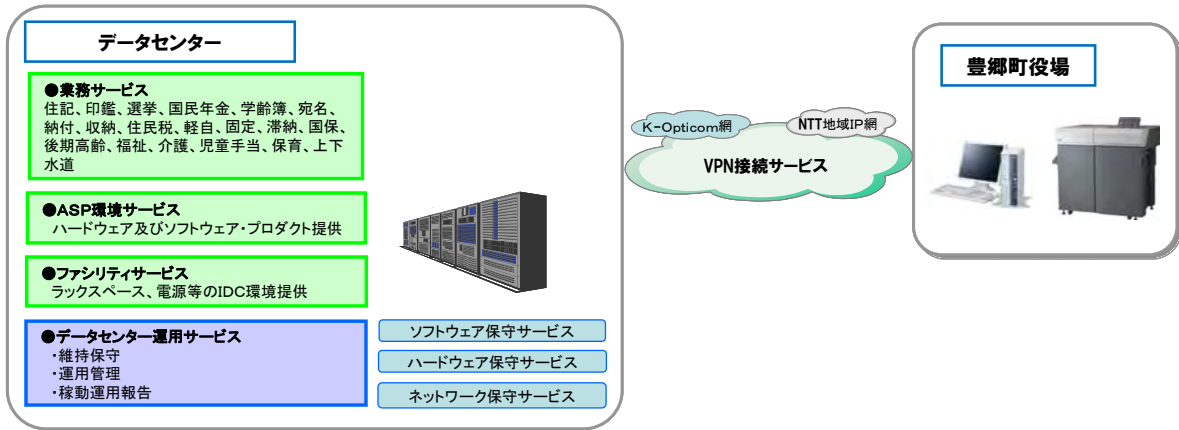 データセンター
●業務サービス
住記、印鑑、選挙、国民年金、学齢簿、宛名、
納付、収納、住民税、軽自、固定、滞納、国保、
後期高齢、福祉、介護、児童手当、保育、上下
水道
●ASP環境サービス
ハードウェア及びソフトウェア・プロダクト提供
●ファシリティサービス
ラックスペース、電源等のIDC環境提供
●データセンター運用サービス
・維持保守
・運用管理
・稼動運用報告
ソフトウェア保守サービス
ハードウェア保守サービス
ネットワーク保守サービス
K-Opticom網
NTT地域IP網
VPN接続サービス
豊郷町役場